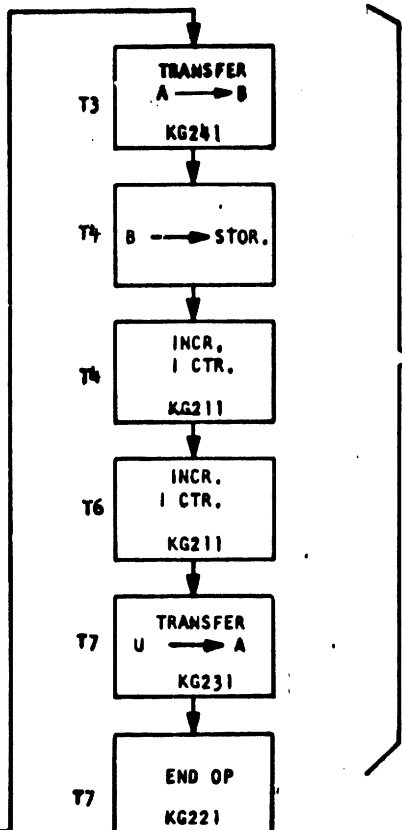 TRANSFER
A B
T3
KG241
T4
B STOR.
INCR.
I CTR.
T4
KG211
INCR.
T6
I CTR.
KG211
TRANSFER
T7
U A
KG231
END OP
T7
KG221